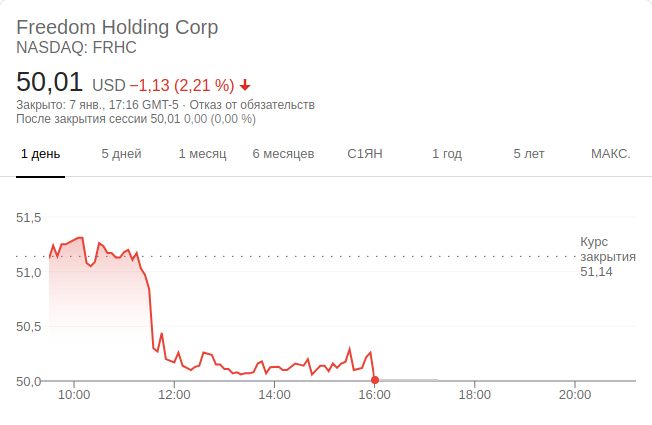 Freedom Holding Corp
NASDAQ: FRHC
50,01 USD −1,13 (2,21 %)
Закрыто: 7 янв., 17:16 GMT-5 · Отказ от обязательств
После закрытия сессии 50,01 0,00 (0,00 %)
1 день 5 дней 1 месяц 6 месяцев С1ЯН 1 год 5 лет МАКС.
51,5
Курс
закрытия
51,14
51,0
50,5
50,0
10:00 12:00 14:00 16:00 18:00 20:00